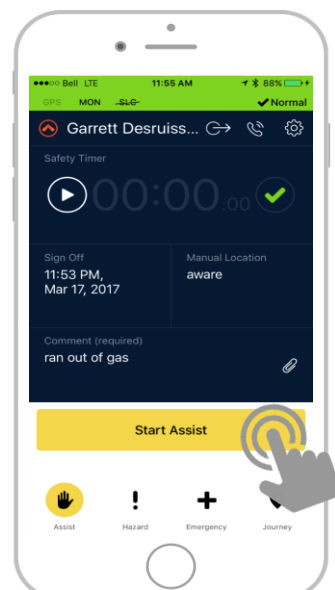 ●●●○○ Bell LTE 11:55 AM 88%
GPS MON SLC ✔Normal
Garrett Desruiss...
Safety Timer
00:00:00
Sign Off Manual Location
11:53 PM, aware
Mar 17, 2017
Comment (required)
ran out of gas
Start Assist
Assist Hazard Emergency Journey